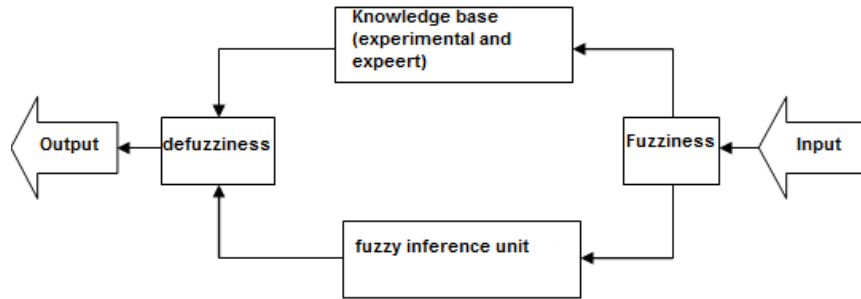 Knowledge base
(experimental and
expeert)
Output
defuzziness
Fuzziness
Input
fuzzy inference unit